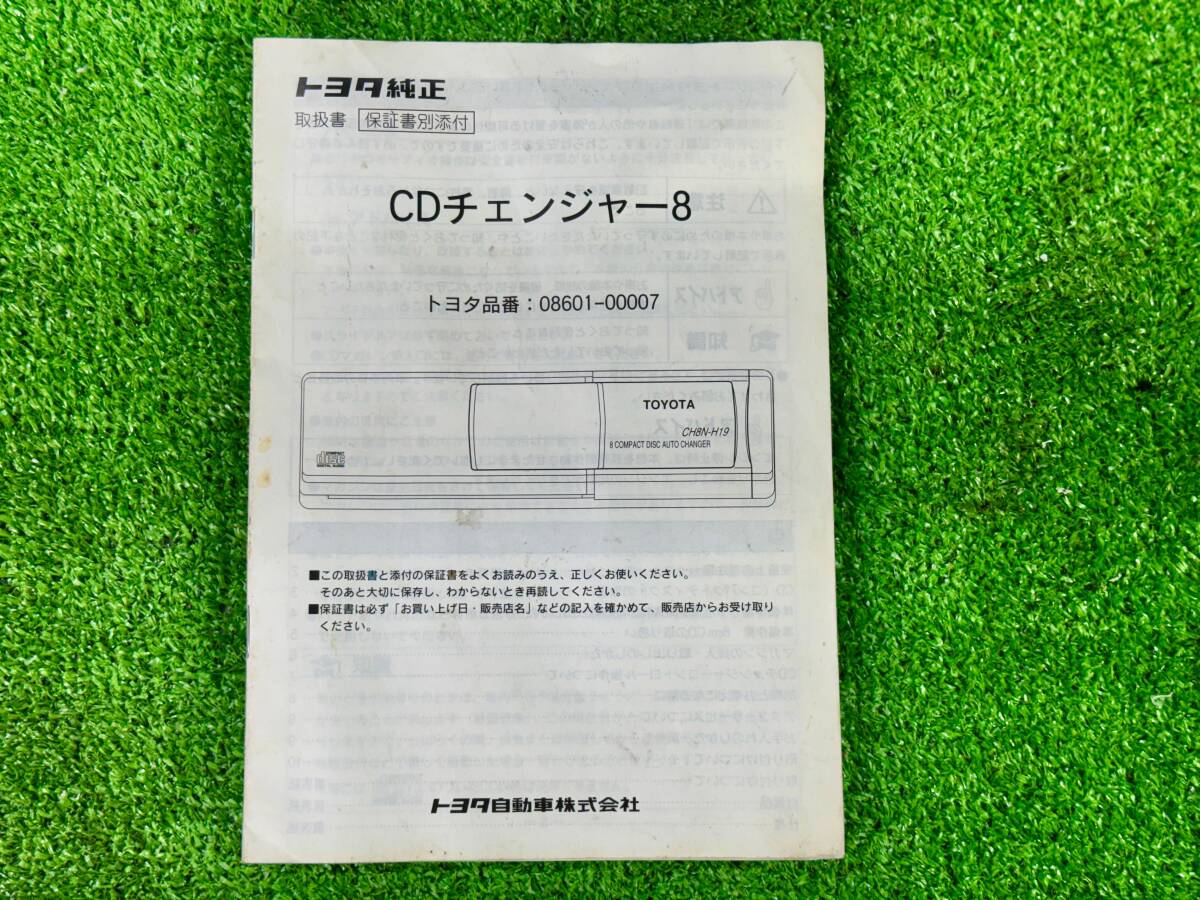 トヨタ純正
取扱書 保証書別添付
CDチェンジャー8
トヨタ品番：08601-00007
TOYOTA
CH8N-H19
8 COMPACT DISC AUTO CHANGER
COMPACT
disc
DIGITAL AUDIO
■この取扱書と添付の保証書をよくお読みのうえ、正しくお使いください。
そのあと大切に保存し、わからないとき再読してください。
■保証書は必ず「お買い上げ日・販売店名」などの記入を確かめて、販売店からお受け取り
ください。
トヨタ自動車株式会社